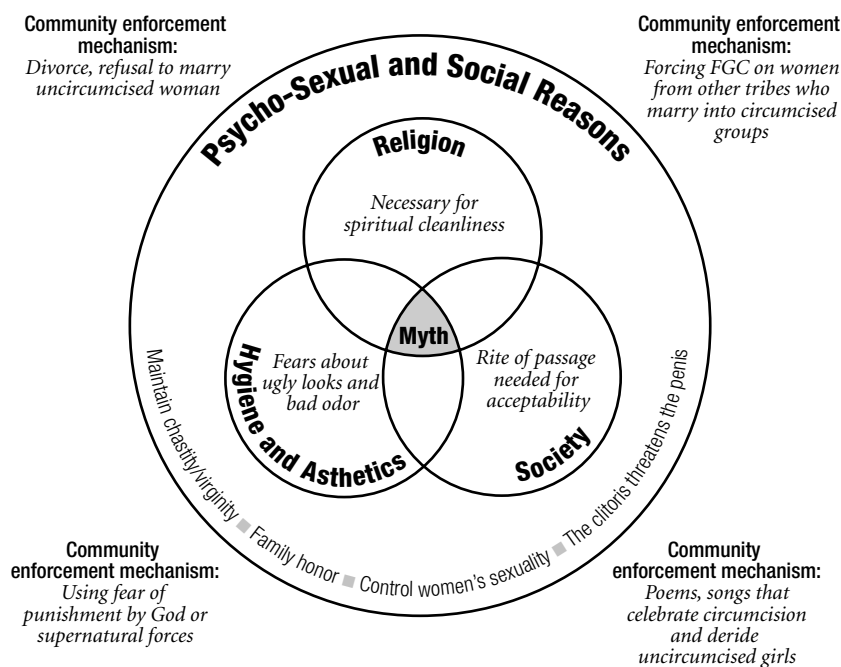 Community enforcement
mechanism:
Divorce, refusal to marry
uncircumcised woman
Community enforcement
mechanism:
Forcing FGC on women
from other tribes who
marry into circumcised
groups
Psycho-Sexual and Social Reasons
Religion
Necessary for
spiritual cleanliness
Myth
Hygiene and Asthetics
Fears about
ugly looks and
bad odor
Rite of passage
needed for
acceptability
Society
Maintain chastity/virginity ■ Family honor ■ Control women's sexuality ■ The clitoris threatens the penis
Community
enforcement mechanism:
Using fear of
punishment by God or
supernatural forces
Community
enforcement mechanism:
Poems, songs that
celebrate circumcision
and deride
uncircumcised girls